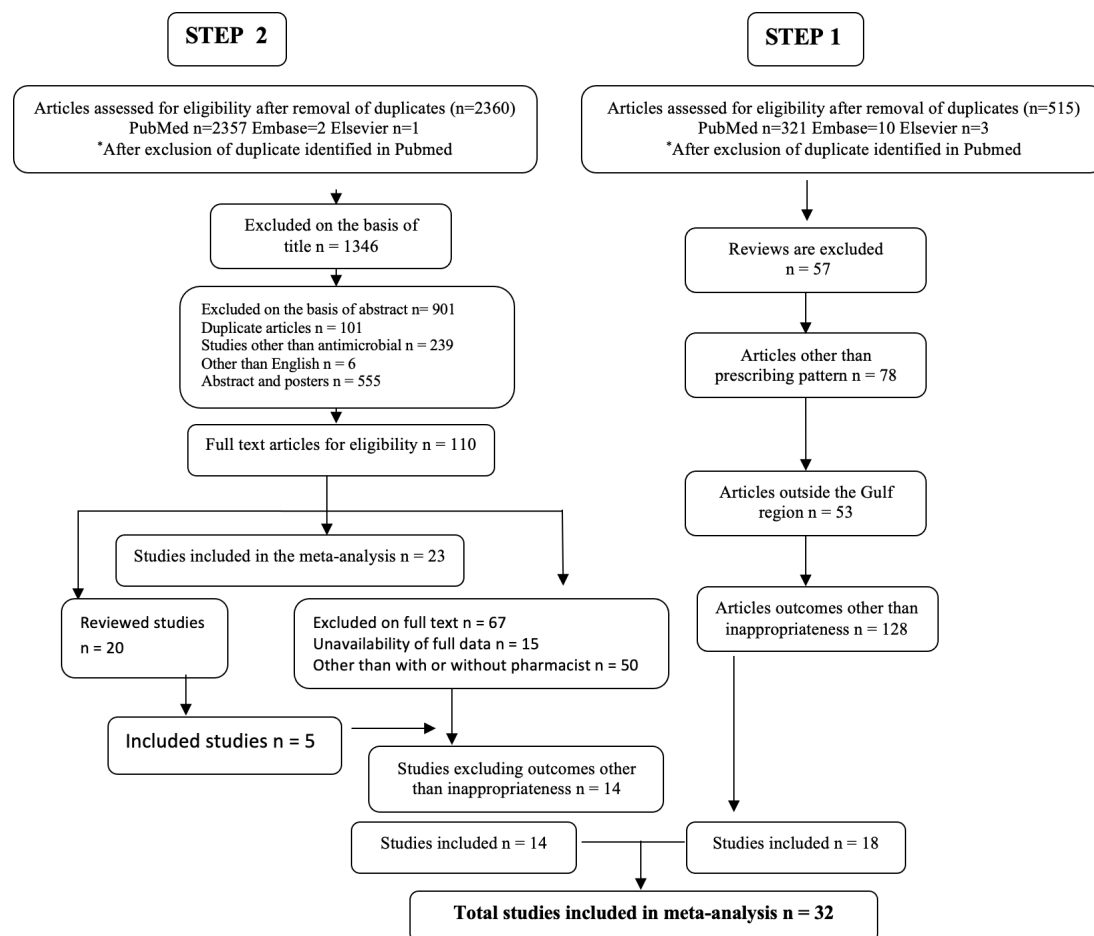 STEP 2
Articles assessed for eligibility after removal of duplicates (n=2360)
PubMed n=2357 Embase=2 Elsevier n=1
*After exclusion of duplicate identified in Pubmed
Excluded on the basis of
title n = 1346
Excluded on the basis of abstract n= 901
Duplicate articles n = 101
Studies other than antimicrobial n = 239
Other than English n = 6
Abstract and posters n = 555
Full text articles for eligibility n = 110
Studies included in the meta-analysis n = 23
Reviewed studies
n = 20
Excluded on full text n = 67
Unavailability of full data n = 15
Other than with or without pharmacist n = 50
Included studies n = 5
Studies excluding outcomes other
than inappropriateness n = 14
Studies included n = 14
STEP 1
Articles assessed for eligibility after removal of duplicates (n=515)
PubMed n=321 Embase=10 Elsevier n=3
*After exclusion of duplicate identified in Pubmed
Reviews are excluded
n = 57
Articles other than
prescribing pattern n = 78
Articles outside the Gulf
region n = 53
Articles outcomes other than
inappropriateness n = 128
Studies included n = 18
Total studies included in meta-analysis n = 32